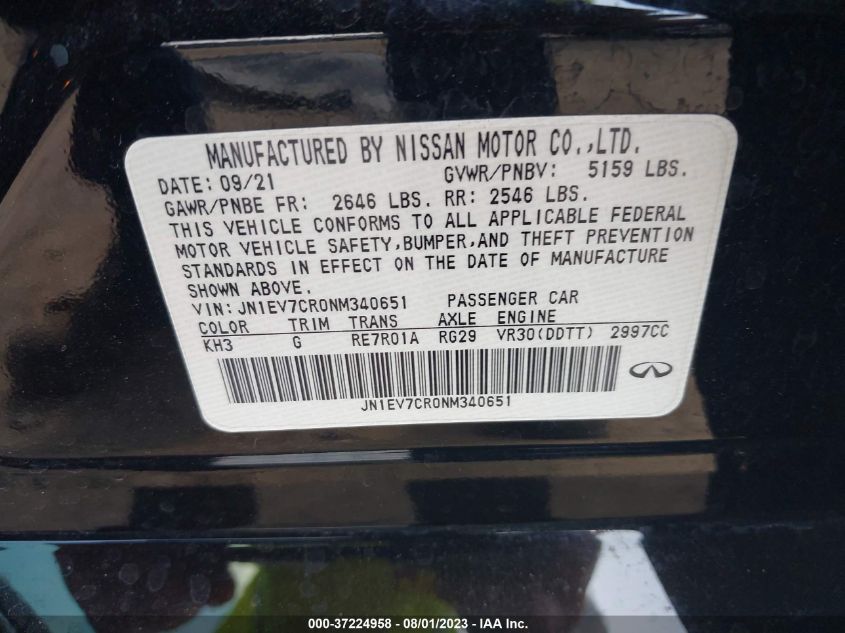 MANUFACTURED BY NISSAN MOTOR CO.,LTD.
DATE: 09/21 GVWR/PNBV: 5159 LBS.
GAWR/PNBE FR: 2646 LBS. RR: 2546 LBS.
THIS VEHICLE CONFORMS TO ALL APPLICABLE FEDERAL
MOTOR VEHICLE SAFETY,BUMPER,AND THEFT PREVENTION
STANDARDS IN EFFECT ON THE DATE OF MANUFACTURE
SHOWN ABOVE.
VIN: JN1EV7CR0NM340651 PASSENGER CAR
COLOR TRIM TRANS AXLE ENGINE
KH3 G RE7R01A RG29 VR30(DDTT) 2997CC
JN1EV7CR0NM340651
000-37224958 - 08/01/2023 - IAA Inc.